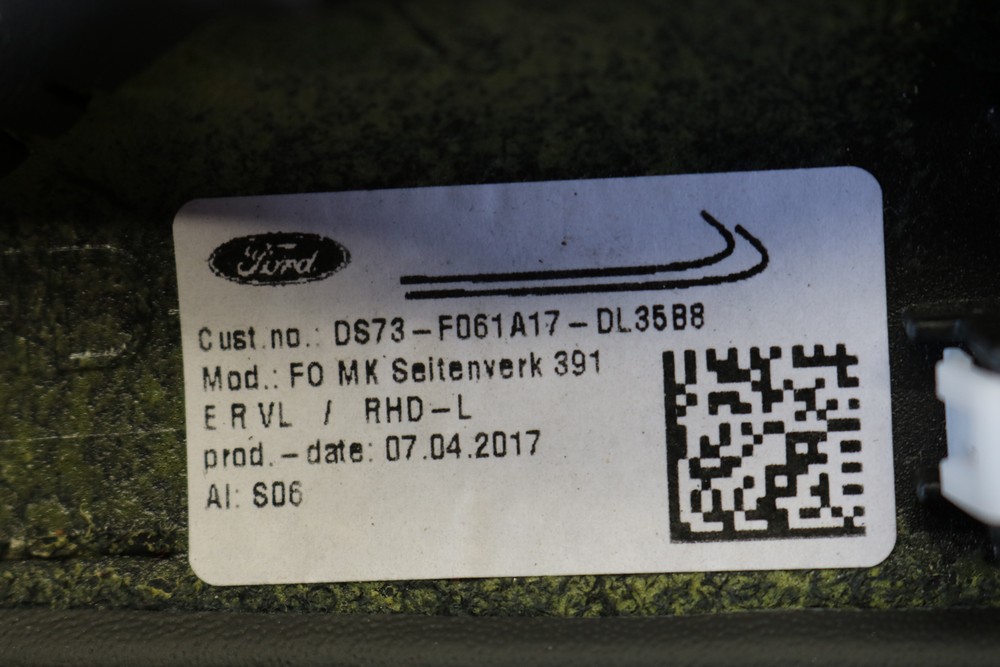 Ford
Cust.no.: DS73-F061A17-DL35B8
Mod.: FO MK Seitenverk 391
E R VL / RHD-L
prod.-date: 07.04.2017
AI: S06